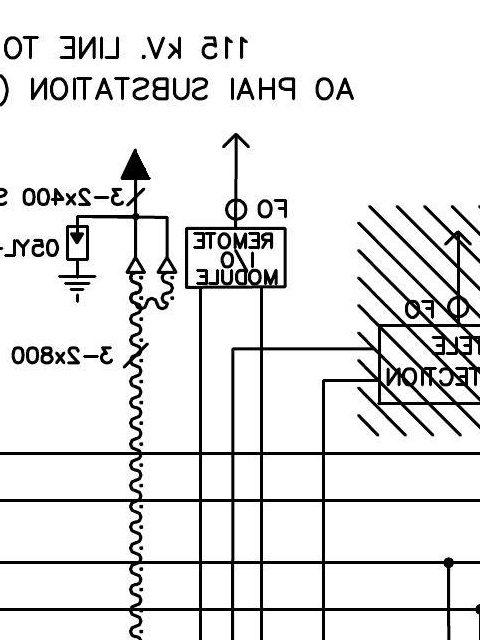 115 kV. LINE TO
AO PHAI SUBSTATION (
3-2x400 S
FO
REMOTE
I/O
MODULE
05YL-
FO
TELE
TECTION
3-2x800